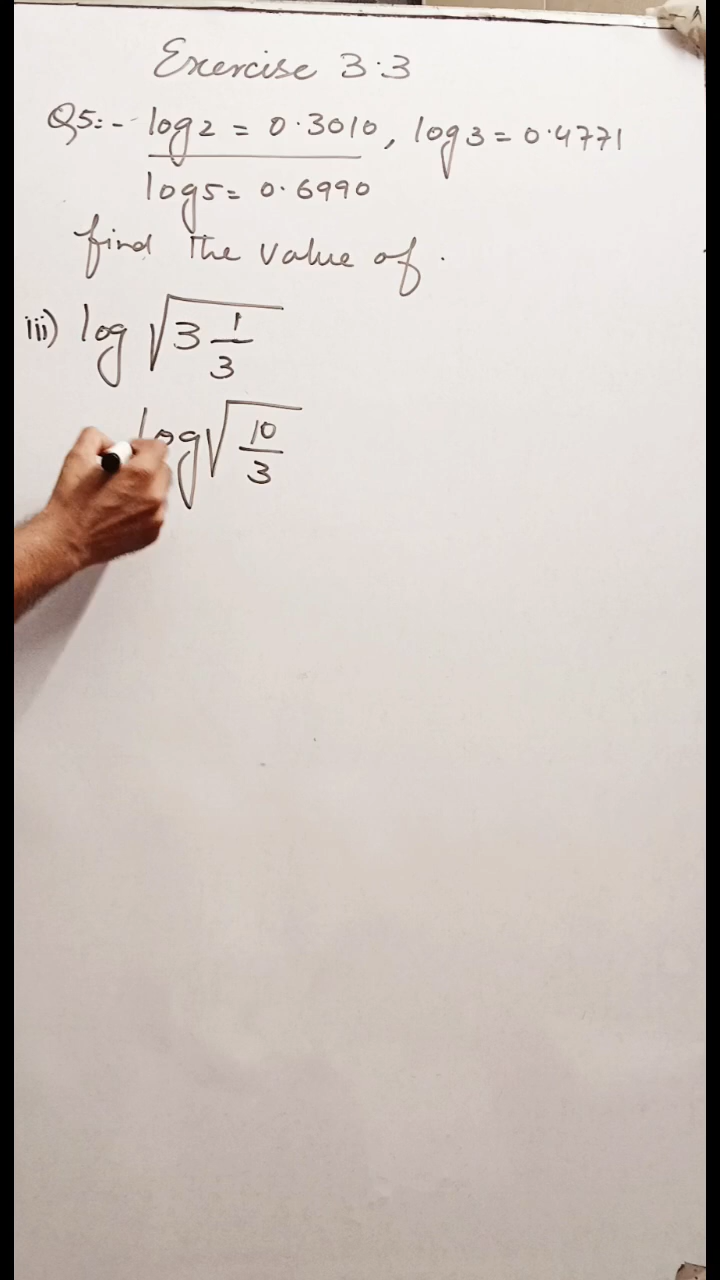 Exercise 3.3
Q5:- log2 = 0.3010, log3 = 0.4771
log5= 0.6990
find the value of.
iii) log √(3 1/3)
log √(10/3)